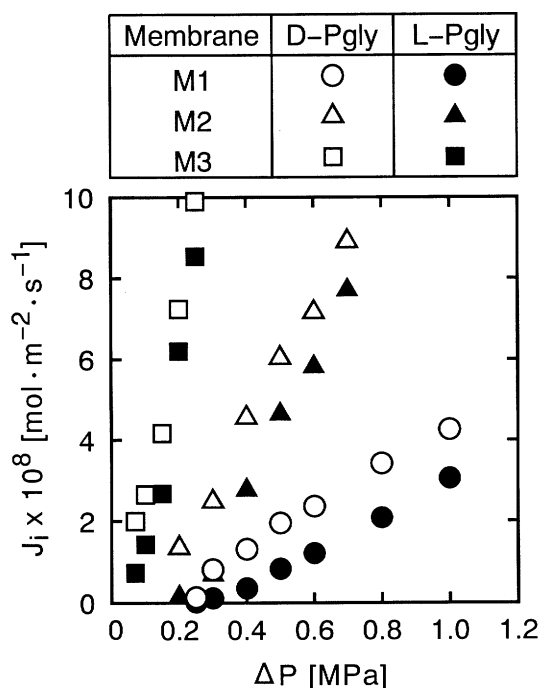 Membrane D–Pgly L–Pgly
M1
M2
M3
10
8
6
4
2
0
J_i x 10^8 [mol·m^−2·s^−1]
0 0.2 0.4 0.6 0.8 1.0 1.2
ΔP [MPa]